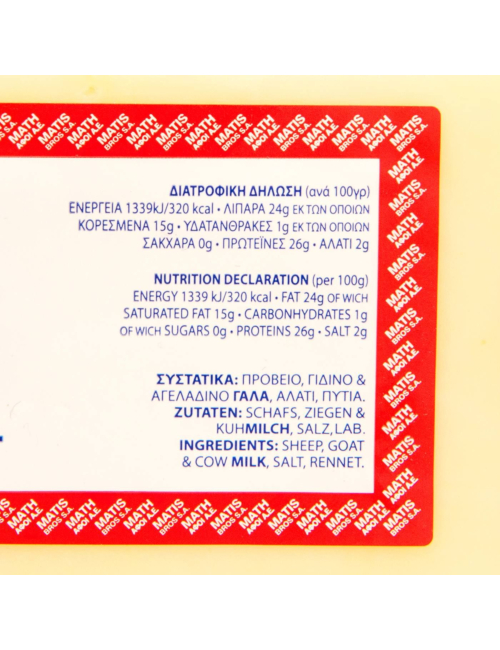 ΔΙΑΤΡΟΦΙΚΗ ΔΗΛΩΣΗ (ανά 100γρ)
ΕΝΕΡΓΕΙΑ 1339kJ/320 kcal • ΛΙΠΑΡΑ 24g ΕΚ ΤΩΝ ΟΠΟΙΩΝ
ΚΟΡΕΣΜΕΝΑ 15g • ΥΔΑΤΑΝΘΡΑΚΕΣ 1g ΕΚ ΤΩΝ ΟΠΟΙΩΝ
ΣΑΚΧΑΡΑ 0g • ΠΡΩΤΕΪΝΕΣ 26g • ΑΛΑΤΙ 2g
NUTRITION DECLARATION (per 100g)
ENERGY 1339 kJ/320 kcal • FAT 24g OF WICH
SATURATED FAT 15g • CARBONHYDRATES 1g
OF WICH SUGARS 0g • PROTEINS 26g • SALT 2g
ΣΥΣΤΑΤΙΚΑ: ΠΡΟΒΕΙΟ, ΓΙΔΙΝΟ &
ΑΓΕΛΑΔΙΝΟ ΓΑΛΑ, ΑΛΑΤΙ, ΠΥΤΙΑ.
ZUTATEN: SCHAFS, ZIEGEN &
KUHMILCH, SALZ,LAB.
INGREDIENTS: SHEEP, GOAT
& COW MILK, SALT, RENNET.
ΜΑΤΗ
ΑΦΟΙ Α.Ε.
MATIS
BROS S.A.